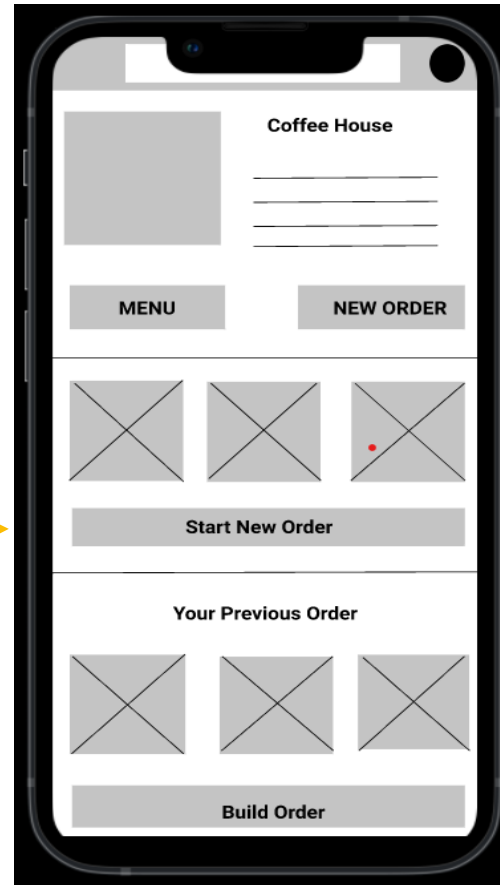 Coffee House
MENU
NEW ORDER
Start New Order
Your Previous Order
Build Order